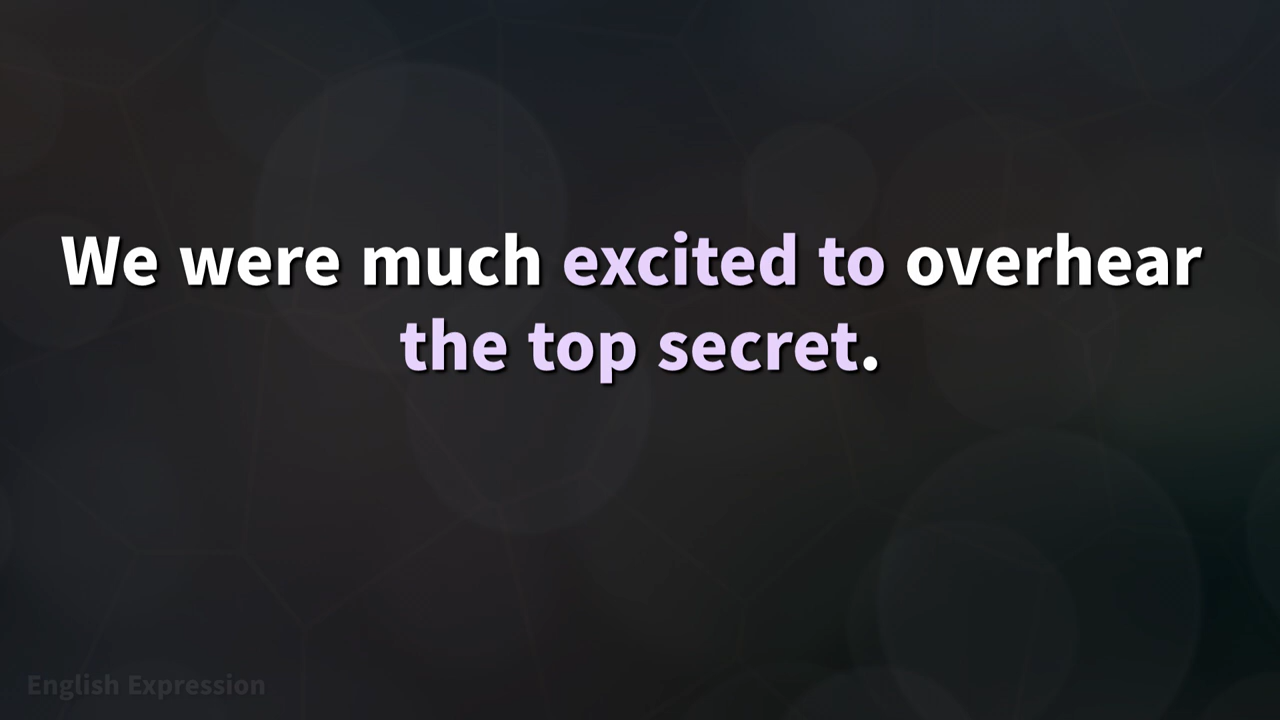 We were much excited to overhear
the top secret.
English Expression